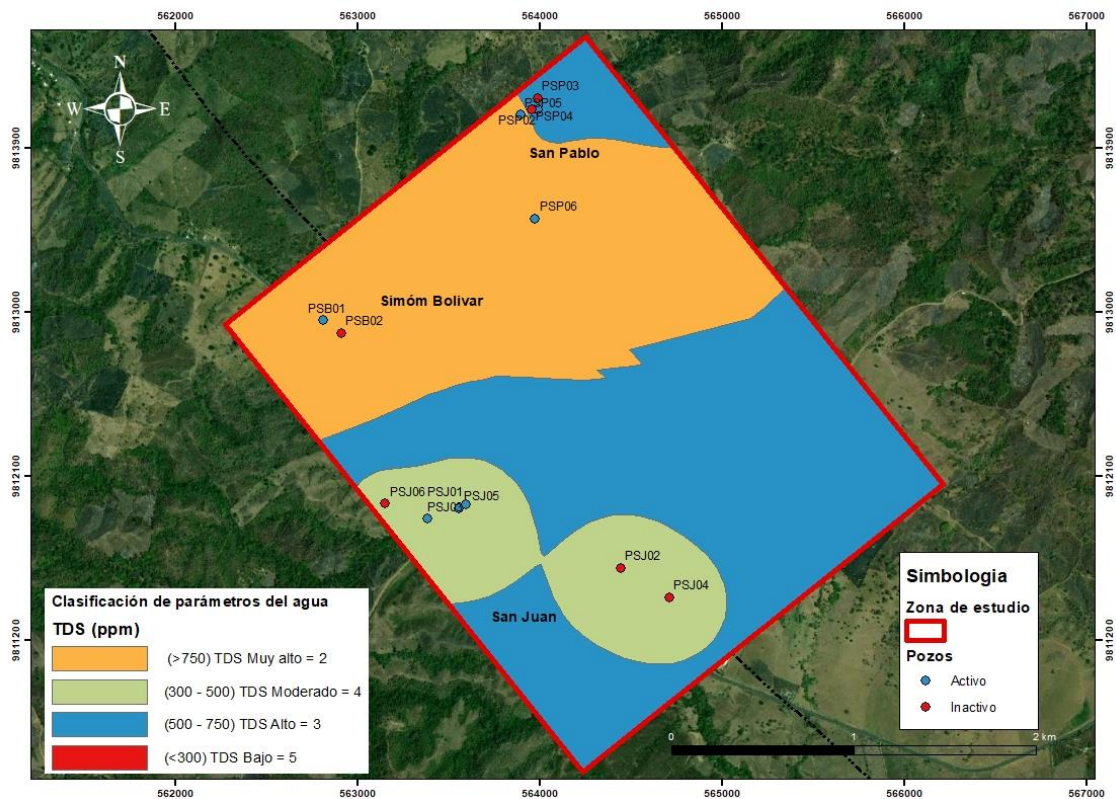 562000
563000
564000
565000
566000
567000
N
W E
S
9813900
9813900
9813000
9813000
9812100
9812100
9811200
9811200
PSP03
PSP05
PSP02
PSP04
San Pablo
PSP06
Simóm Bolivar
PSB01
PSB02
PSJ06
PSJ01
PSJ05
PSJ02
PSJ04
San Juan
Clasificación de parámetros del agua
TDS (ppm)
(>750) TDS Muy alto = 2
(300 - 500) TDS Moderado = 4
(500 - 750) TDS Alto = 3
(<300) TDS Bajo = 5
Simbologia
Zona de estudio
Pozos
Activo
Inactivo
0 1 2 km
562000
563000
564000
565000
566000
567000